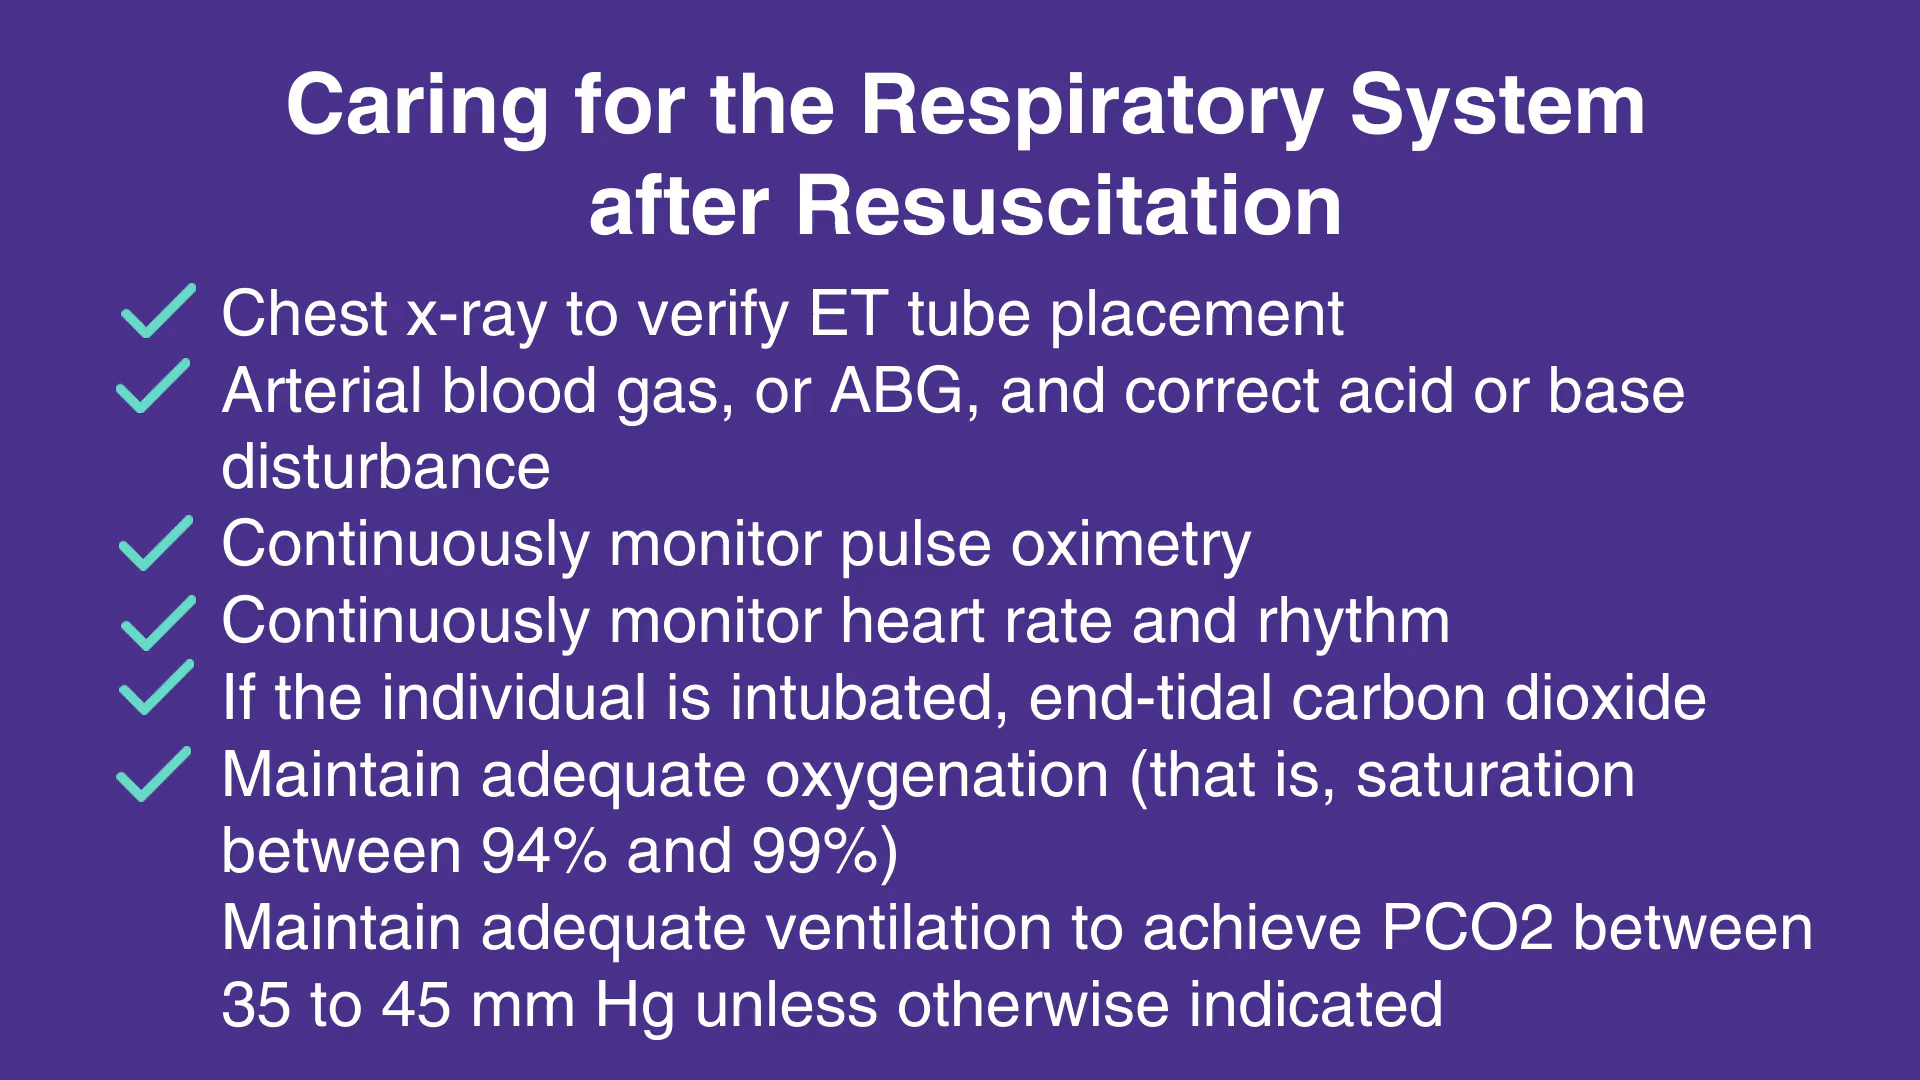 Caring for the Respiratory System
after Resuscitation
Chest x-ray to verify ET tube placement
Arterial blood gas, or ABG, and correct acid or base
disturbance
Continuously monitor pulse oximetry
Continuously monitor heart rate and rhythm
If the individual is intubated, end-tidal carbon dioxide
Maintain adequate oxygenation (that is, saturation
between 94% and 99%)
Maintain adequate ventilation to achieve PCO2 between
35 to 45 mm Hg unless otherwise indicated